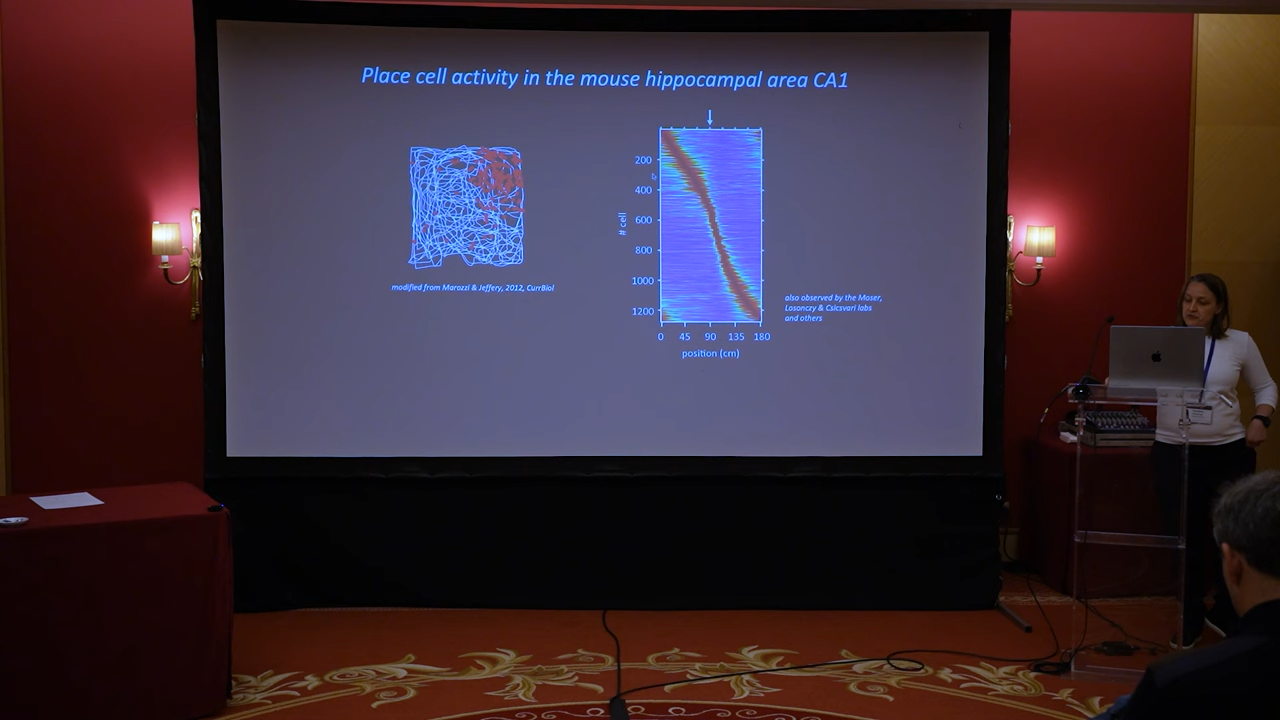 Place cell activity in the mouse hippocampal area CA1
modified from Marozzi & Jeffery, 2012, CurrBiol
# cell
200
400
600
800
1000
1200
0 45 90 135 180
position (cm)
also observed by the Moser,
Losonczy & Csicsvari labs
and others